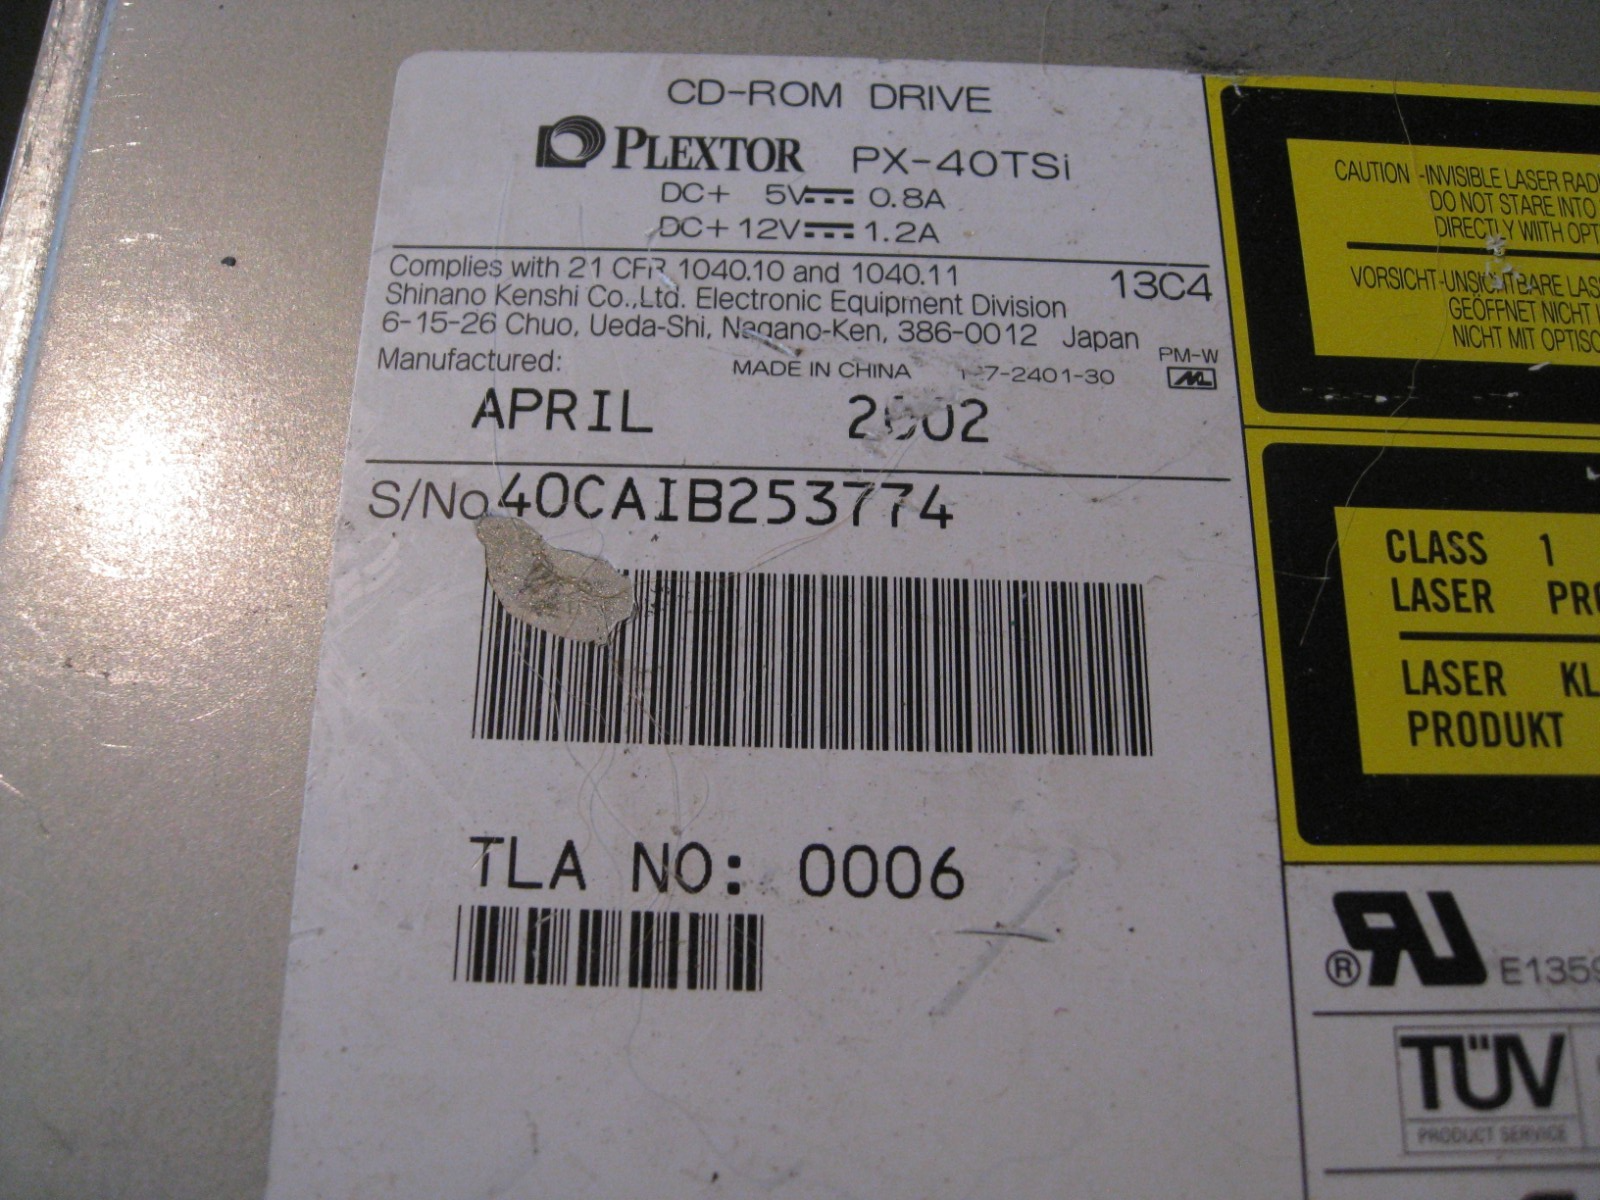 CD-ROM DRIVE
PLEXTOR PX-40TSi
DC+ 5V 0.8A
DC+ 12V 1.2A
Complies with 21 CFR 1040.10 and 1040.11 13C4
Shinano Kenshi Co.,Ltd. Electronic Equipment Division
6-15-26 Chuo, Ueda-Shi, Nagano-Ken, 386-0012 Japan
Manufactured: MADE IN CHINA PM-W
APRIL 2002
S/No 40CAIB253774
TLA NO: 0006
CAUTION -INVISIBLE LASER
DO NOT STARE INTO
DIRECTLY WIITH
VORSICHT-UNSICHTBARE
GEÖFFNET NICHT
NICHT MIT
CLASS 1
LASER
LASER
PRODUKT
®
TÜV
PRODUCT SERVICE